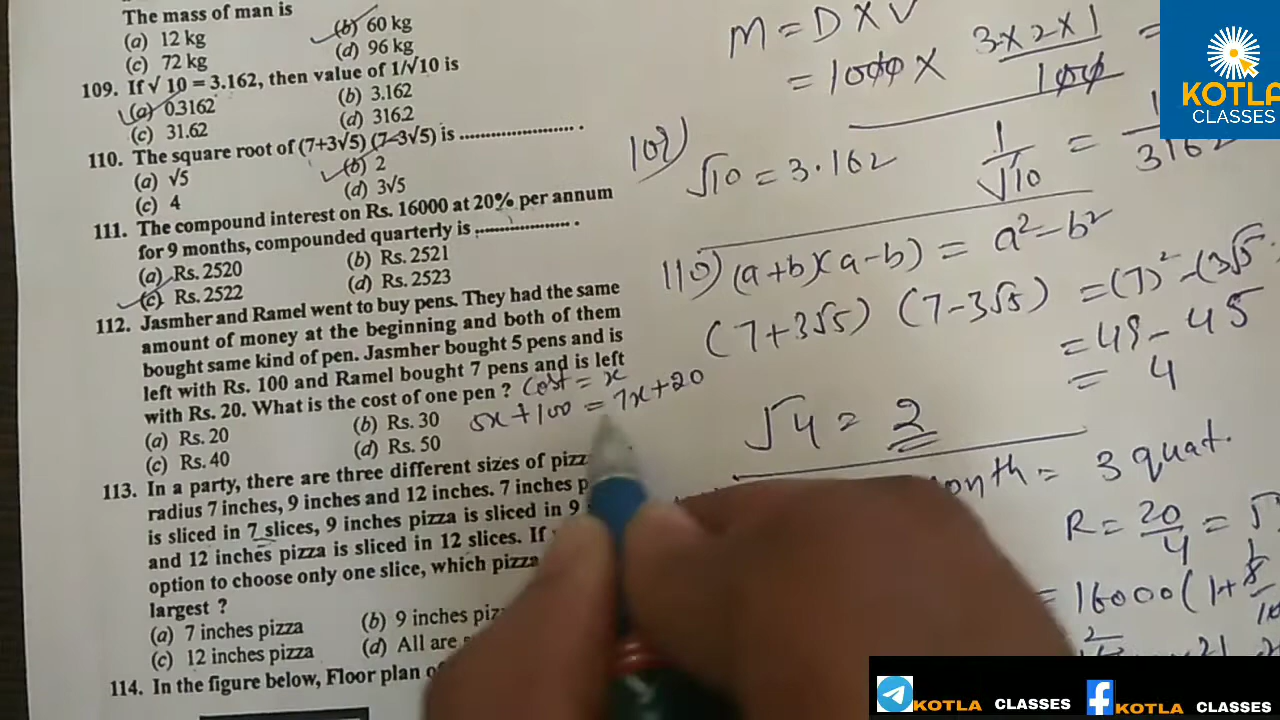 The mass of man is
(a) 12 kg
(b) 60 kg
(c) 72 kg
(d) 96 kg
109. If √ 10 = 3.162, then value of 1/√10 is
(a) 0.3162
(b) 3.162
(c) 31.62
(d) 316.2
110. The square root of (7+3√5) (7–3√5) is ........................ .
(a) √5
(b) 2
(c) 4
(d) 3√5
111. The compound interest on Rs. 16000 at 20% per annum
for 9 months, compounded quarterly is .................... .
(a) Rs. 2520
(b) Rs. 2521
(c) Rs. 2522
(d) Rs. 2523
112. Jasmher and Ramel went to buy pens. They had the same
amount of money at the beginning and both of them
bought same kind of pen. Jasmher bought 5 pens and is
left with Rs. 100 and Ramel bought 7 pens and is left
with Rs. 20. What is the cost of one pen ?
cost = x
5x + 100 = 7x + 20
(a) Rs. 20
(b) Rs. 30
(c) Rs. 40
(d) Rs. 50
113. In a party, there are three different sizes of pizz
radius 7 inches, 9 inches and 12 inches. 7 inches p
is sliced in 7 slices, 9 inches pizza is sliced in 9
and 12 inches pizza is sliced in 12 slices. If
option to choose only one slice, which pizza
largest ?
(a) 7 inches pizza
(b) 9 inches piz
(c) 12 inches pizza
(d) All are
114. In the figure below, Floor plan o
M = D X V
= 1000 X 3 x 2 x 1 / 100 =
109)
√10 = 3.162
1/√10 = 1/3.162
110) (a+b)(a-b) = a² - b²
(7+3√5) (7-3√5) = (7)² - (3√5
= 49 - 45
= 4
√4 = 2
onth = 3 quat.
R = 20/4 = 5
= 16000 (1+
KOTLA
CLASSES
KOTLA CLASSES
KOTLA CLASSES